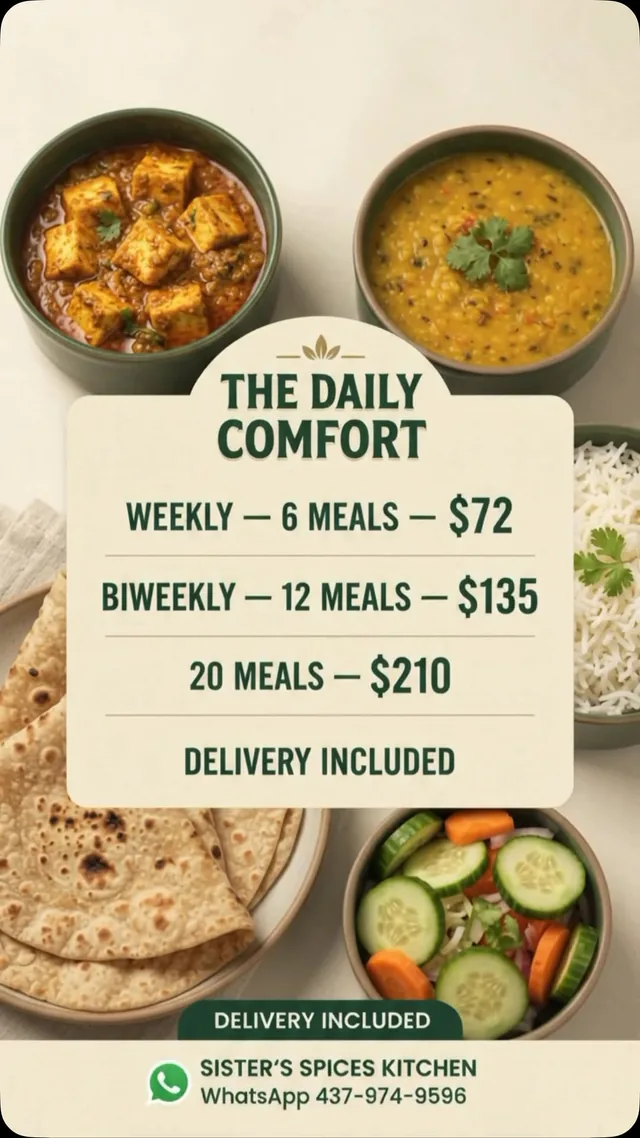 THE DAILY
COMFORT
WEEKLY — 6 MEALS — $72
BIWEEKLY — 12 MEALS — $135
20 MEALS — $210
DELIVERY INCLUDED
DELIVERY INCLUDED
SISTER'S SPICES KITCHEN
WhatsApp 437-974-9596